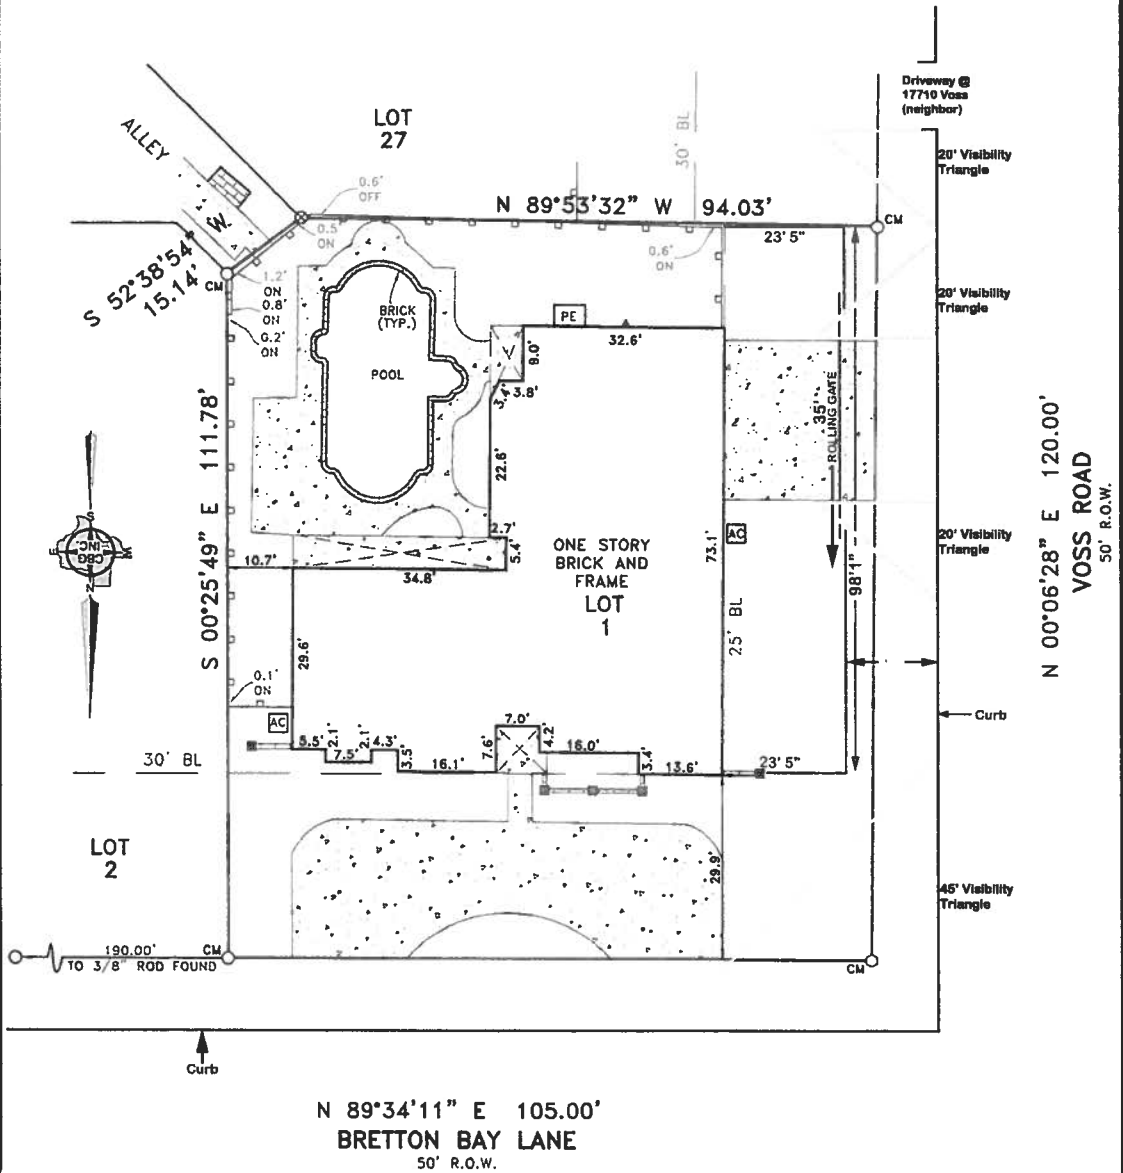 Driveway @
17710 Voss
(neighbor)
LOT
27
ALLEY
30' BL
20' Visibility
Triangle
0.6'
OFF
N 89°53'32" W 94.03'
CM
W.
0.5'
ON
23' 5"
0.6'
ON
S 52°38'54" E
15.14'
CM
1.2'
ON
0.8'
ON
0.2'
ON
20' Visibility
Triangle
BRICK
(TYP.)
PE
32.6'
9.0'
POOL
3.8'
3.4'
35'
ROLLING GATE
S 00°25'49" E 111.78'
22.6'
N 00°06'28" E 120.00'
VOSS ROAD
50' R.O.W.
S
E
CBG
INC.
W
N
2.7'
5.4'
10.7'
34.8'
ONE STORY
BRICK AND
FRAME
LOT
1
73.1'
AC
20' Visibility
Triangle
98'1"
25' BL
29.6'
0.1'
ON
AC
Curb
5.5'
2.1'
7.5'
2.1'
4.3'
3.5'
16.1'
7.6'
7.0'
4.2'
16.0'
3.4'
13.6'
23' 5"
30' BL
LOT
2
29.9'
45' Visibility
Triangle
190.00'
TO 3/8" ROD FOUND
CM
CM
Curb
N 89°34'11" E 105.00'
BRETTON BAY LANE
50' R.O.W.